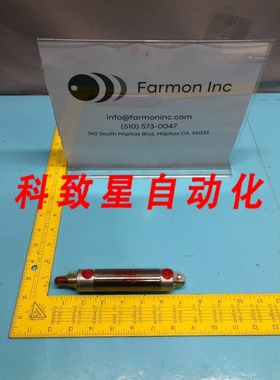 Farmon Inc
info@farmoninc.com
(510) 573-0047
562 South Milpitas Blvd, Milpitas CA. 95035
科致星自动化